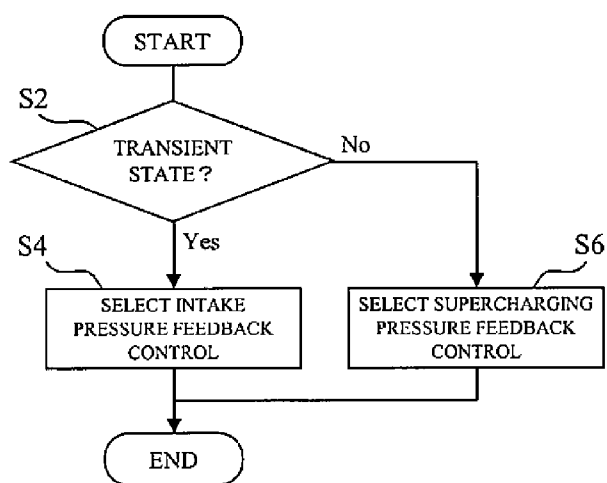 START
S2
TRANSIENT
STATE?
No
Yes
S4
S6
SELECT INTAKE
PRESSURE FEEDBACK
CONTROL
SELECT SUPERCHARGING
PRESSURE FEEDBACK
CONTROL
END